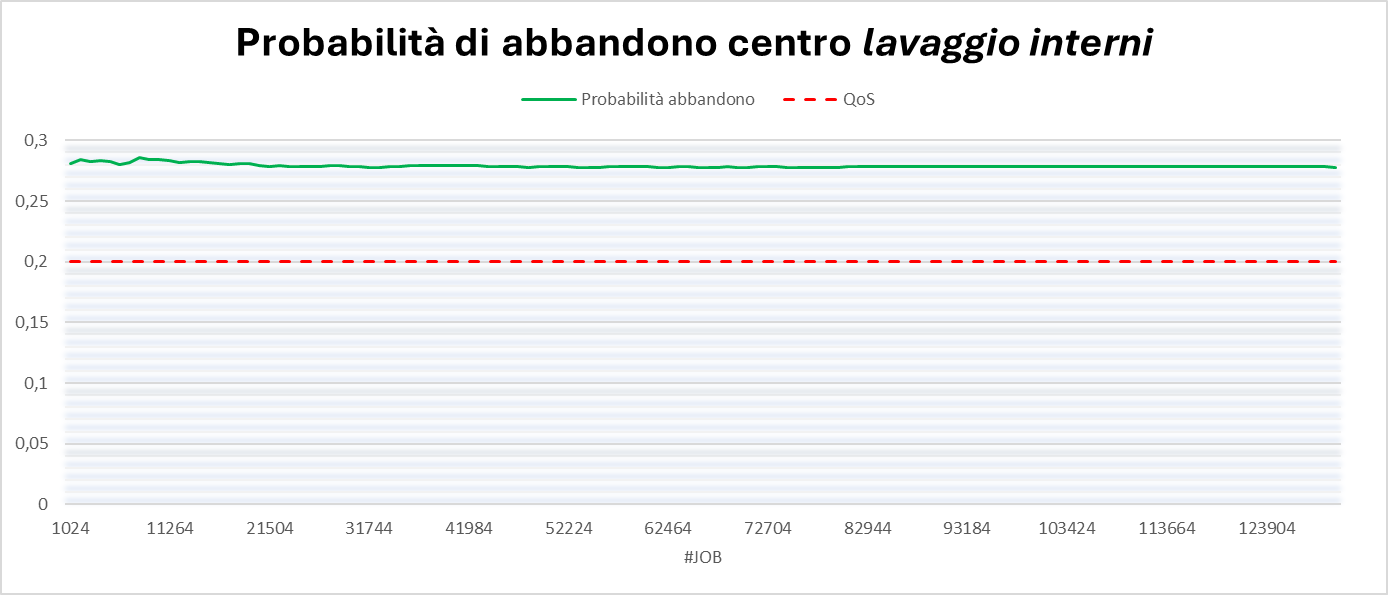 Probabilità di abbandono centro lavaggio interni
Probabilità abbandono QoS
0,3
0,25
0,2
0,15
0,1
0,05
0
1024 11264 21504 31744 41984 52224 62464 72704 82944 93184 103424 113664 123904
#JOB